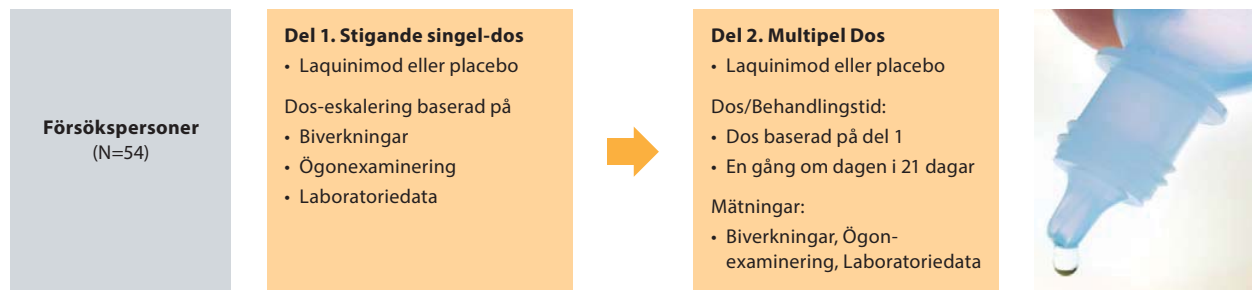 Försökspersoner
(N=54)
Del 1. Stigande singel-dos
• Laquinimod eller placebo
Dos-eskalering baserad på
• Biverkningar
• Ögonexaminering
• Laboratoriedata
Del 2. Multipel Dos
• Laquinimod eller placebo
Dos/Behandlingstid:
• Dos baserad på del 1
• En gång om dagen i 21 dagar
Mätningar:
• Biverkningar, Ögon-
examinering, Laboratoriedata